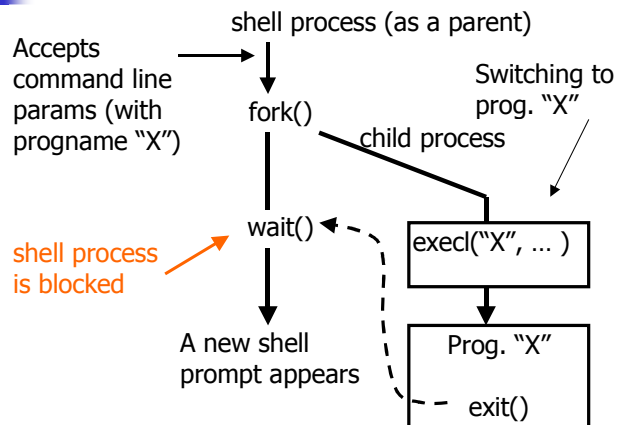 shell process (as a parent)
Accepts
command line
params (with
progname “X”)
Switching to
prog. “X”
fork()
child process
wait()
execl(“X”, … )
shell process
is blocked
A new shell
prompt appears
Prog. “X”
exit()